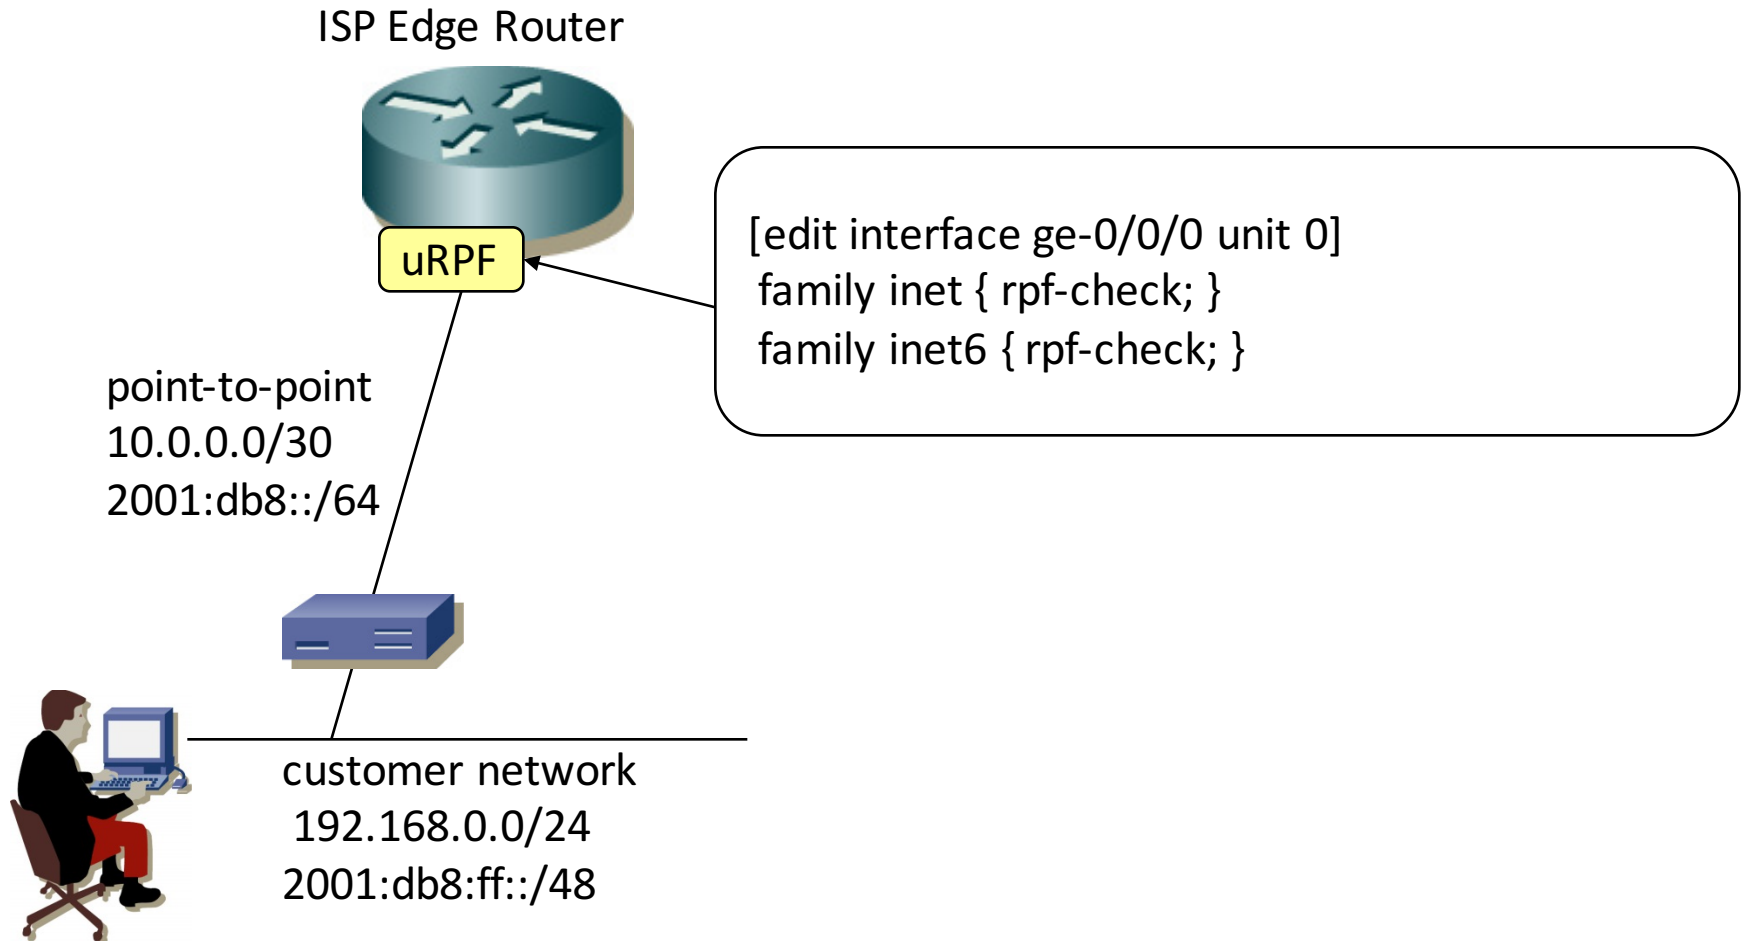 ISP Edge Router
uRPF
[edit interface ge-0/0/0 unit 0]
family inet { rpf-check; }
family inet6 { rpf-check; }
point-to-point
10.0.0.0/30
2001:db8::/64
customer network
192.168.0.0/24
2001:db8:ff::/48